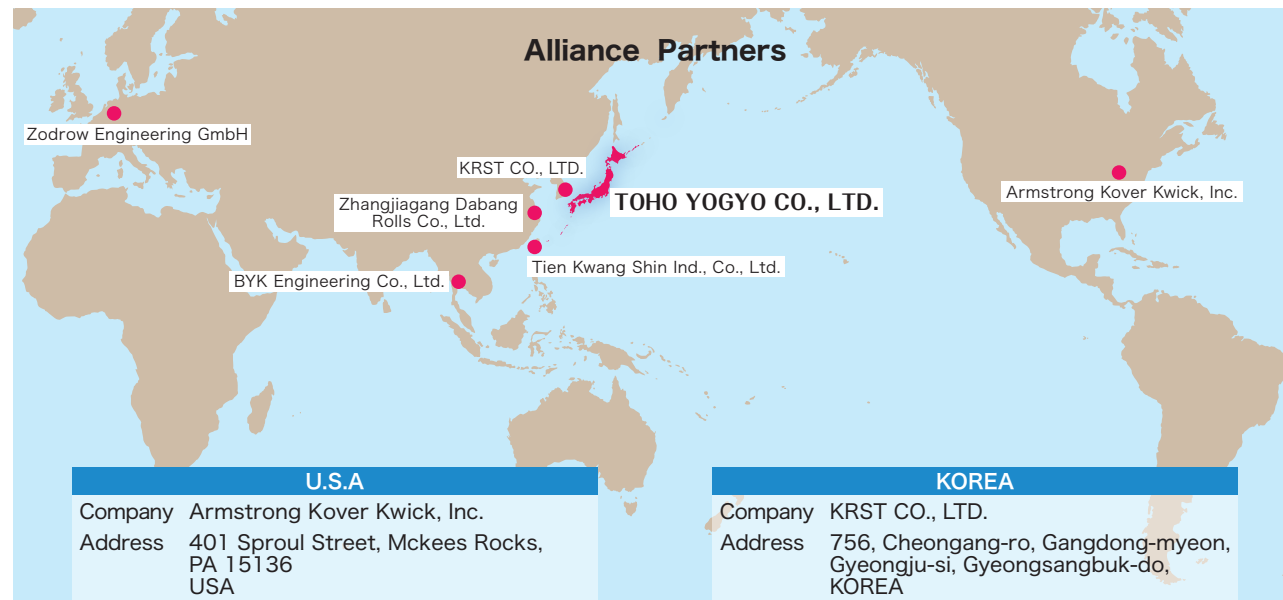 Alliance Partners
Zodrow Engineering GmbH
KRST CO., LTD.
TOHO YOGYO CO., LTD.
Armstrong Kover Kwick, Inc.
Zhangjiagang Dabang
Rolls Co., Ltd.
Tien Kwang Shin Ind., Co., Ltd.
BYK Engineering Co., Ltd.
U.S.A
Company Armstrong Kover Kwick, Inc.
Address 401 Sproul Street, Mckees Rocks,
PA 15136
USA
KOREA
Company KRST CO., LTD.
Address 756, Cheongang-ro, Gangdong-myeon,
Gyeongju-si, Gyeongsangbuk-do,
KOREA